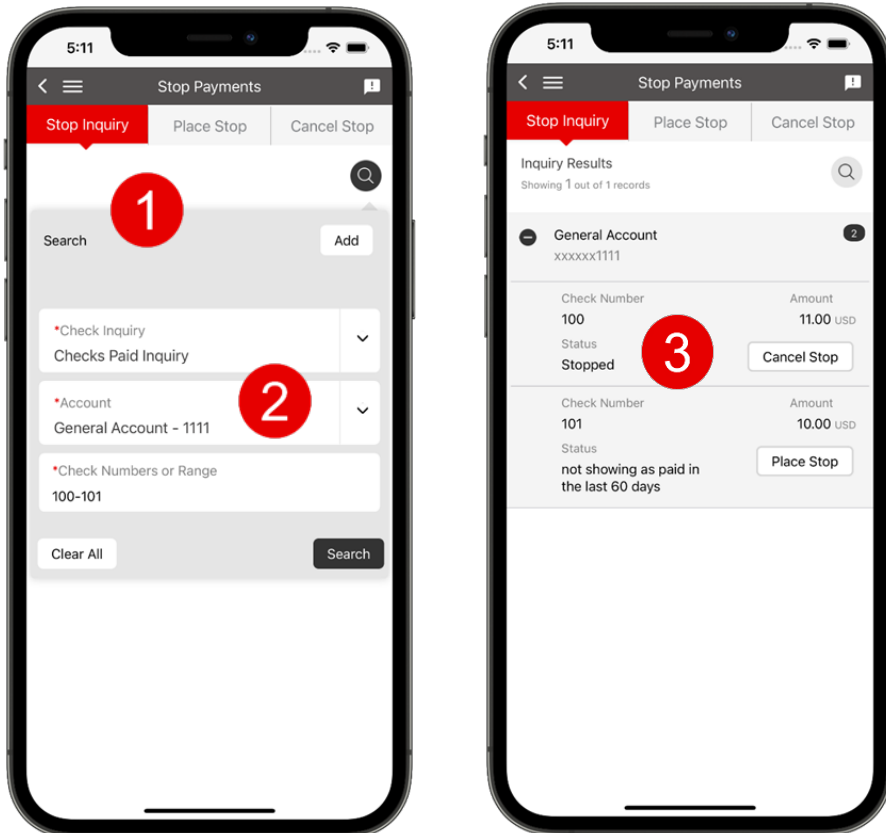 5:11
Stop Payments
Stop Inquiry Place Stop Cancel Stop
1
Search Add
*Check Inquiry
Checks Paid Inquiry
*Account
General Account - 1111
2
*Check Numbers or Range
100-101
Clear All Search
5:11
Stop Payments
Stop Inquiry Place Stop Cancel Stop
Inquiry Results
Showing 1 out of 1 records
General Account 2
xxxxxx1111
Check Number Amount
100 11.00 USD
Status
Stopped Cancel Stop
3
Check Number Amount
101 10.00 USD
Status
not showing as paid in
the last 60 days
Place Stop